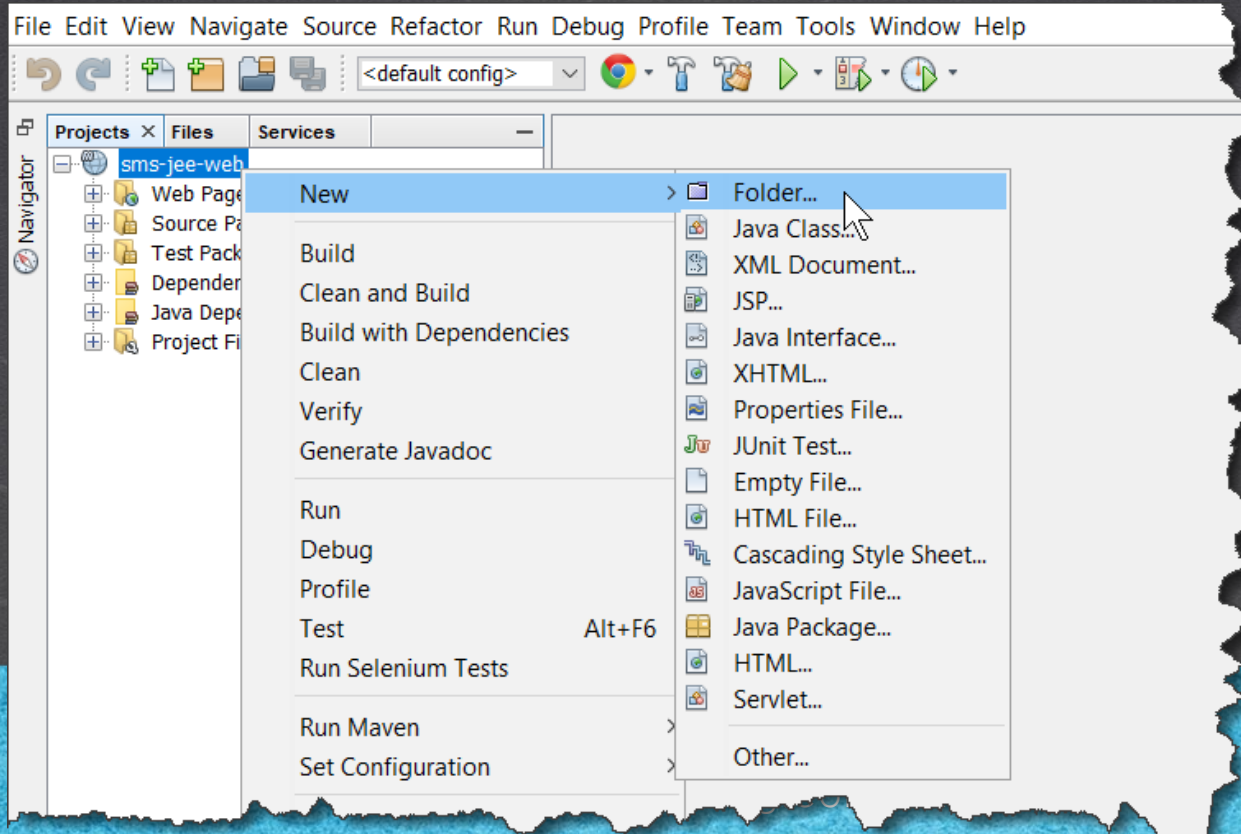 File Edit View Navigate Source Refactor Run Debug Profile Team Tools Window Help
<default config>
Projects Files Services
Navigator
sms-jee-web
Web Page
Source Pa
Test Pack
Depender
Java Depe
Project Fi
New
Build
Clean and Build
Build with Dependencies
Clean
Verify
Generate Javadoc
Run
Debug
Profile
Test Alt+F6
Run Selenium Tests
Run Maven
Set Configuration
Folder...
Java Class...
XML Document...
JSP...
Java Interface...
XHTML...
Properties File...
JUnit Test...
Empty File...
HTML File...
Cascading Style Sheet...
JavaScript File...
Java Package...
HTML...
Servlet...
Other...